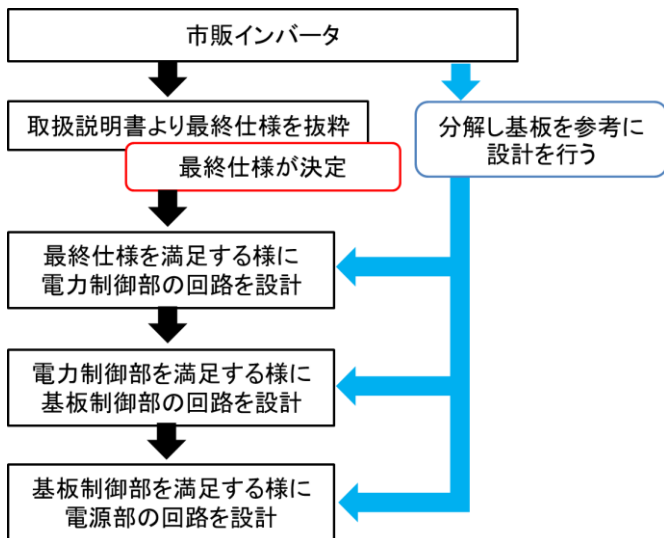 市販インバータ
取扱説明書より最終仕様を抜粋
最終仕様が決定
分解し基板を参考に
設計を行う
最終仕様を満足する様に
電力制御部の回路を設計
電力制御部を満足する様に
基板制御部の回路を設計
基板制御部を満足する様に
電源部の回路を設計